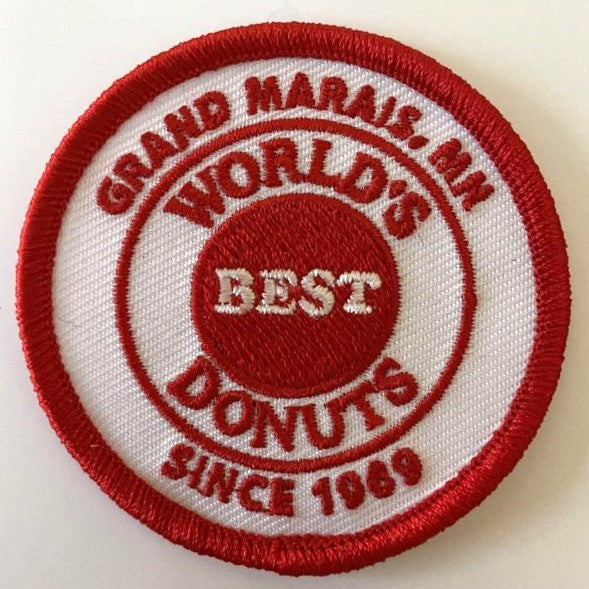 GRAND MARAIS, MN
WORLD'S
BEST
DONUTS
SINCE 1969